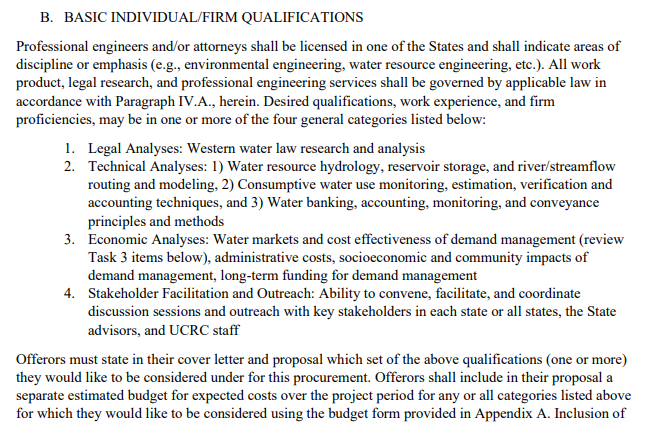 B. BASIC INDIVIDUAL/FIRM QUALIFICATIONS
Professional engineers and/or attorneys shall be licensed in one of the States and shall indicate areas of
discipline or emphasis (e.g., environmental engineering, water resource engineering, etc.). All work
product, legal research, and professional engineering services shall be governed by applicable law in
accordance with Paragraph IV.A., herein. Desired qualifications, work experience, and firm
proficiencies, may be in one or more of the four general categories listed below:
1. Legal Analyses: Western water law research and analysis
2. Technical Analyses: 1) Water resource hydrology, reservoir storage, and river/streamflow
routing and modeling, 2) Consumptive water use monitoring, estimation, verification and
accounting techniques, and 3) Water banking, accounting, monitoring, and conveyance
principles and methods
3. Economic Analyses: Water markets and cost effectiveness of demand management (review
Task 3 items below), administrative costs, socioeconomic and community impacts of
demand management, long-term funding for demand management
4. Stakeholder Facilitation and Outreach: Ability to convene, facilitate, and coordinate
discussion sessions and outreach with key stakeholders in each state or all states, the State
advisors, and UCRC staff
Offerors must state in their cover letter and proposal which set of the above qualifications (one or more)
they would like to be considered under for this procurement. Offerors shall include in their proposal a
separate estimated budget for expected costs over the project period for any or all categories listed above
for which they would like to be considered using the budget form provided in Appendix A. Inclusion of